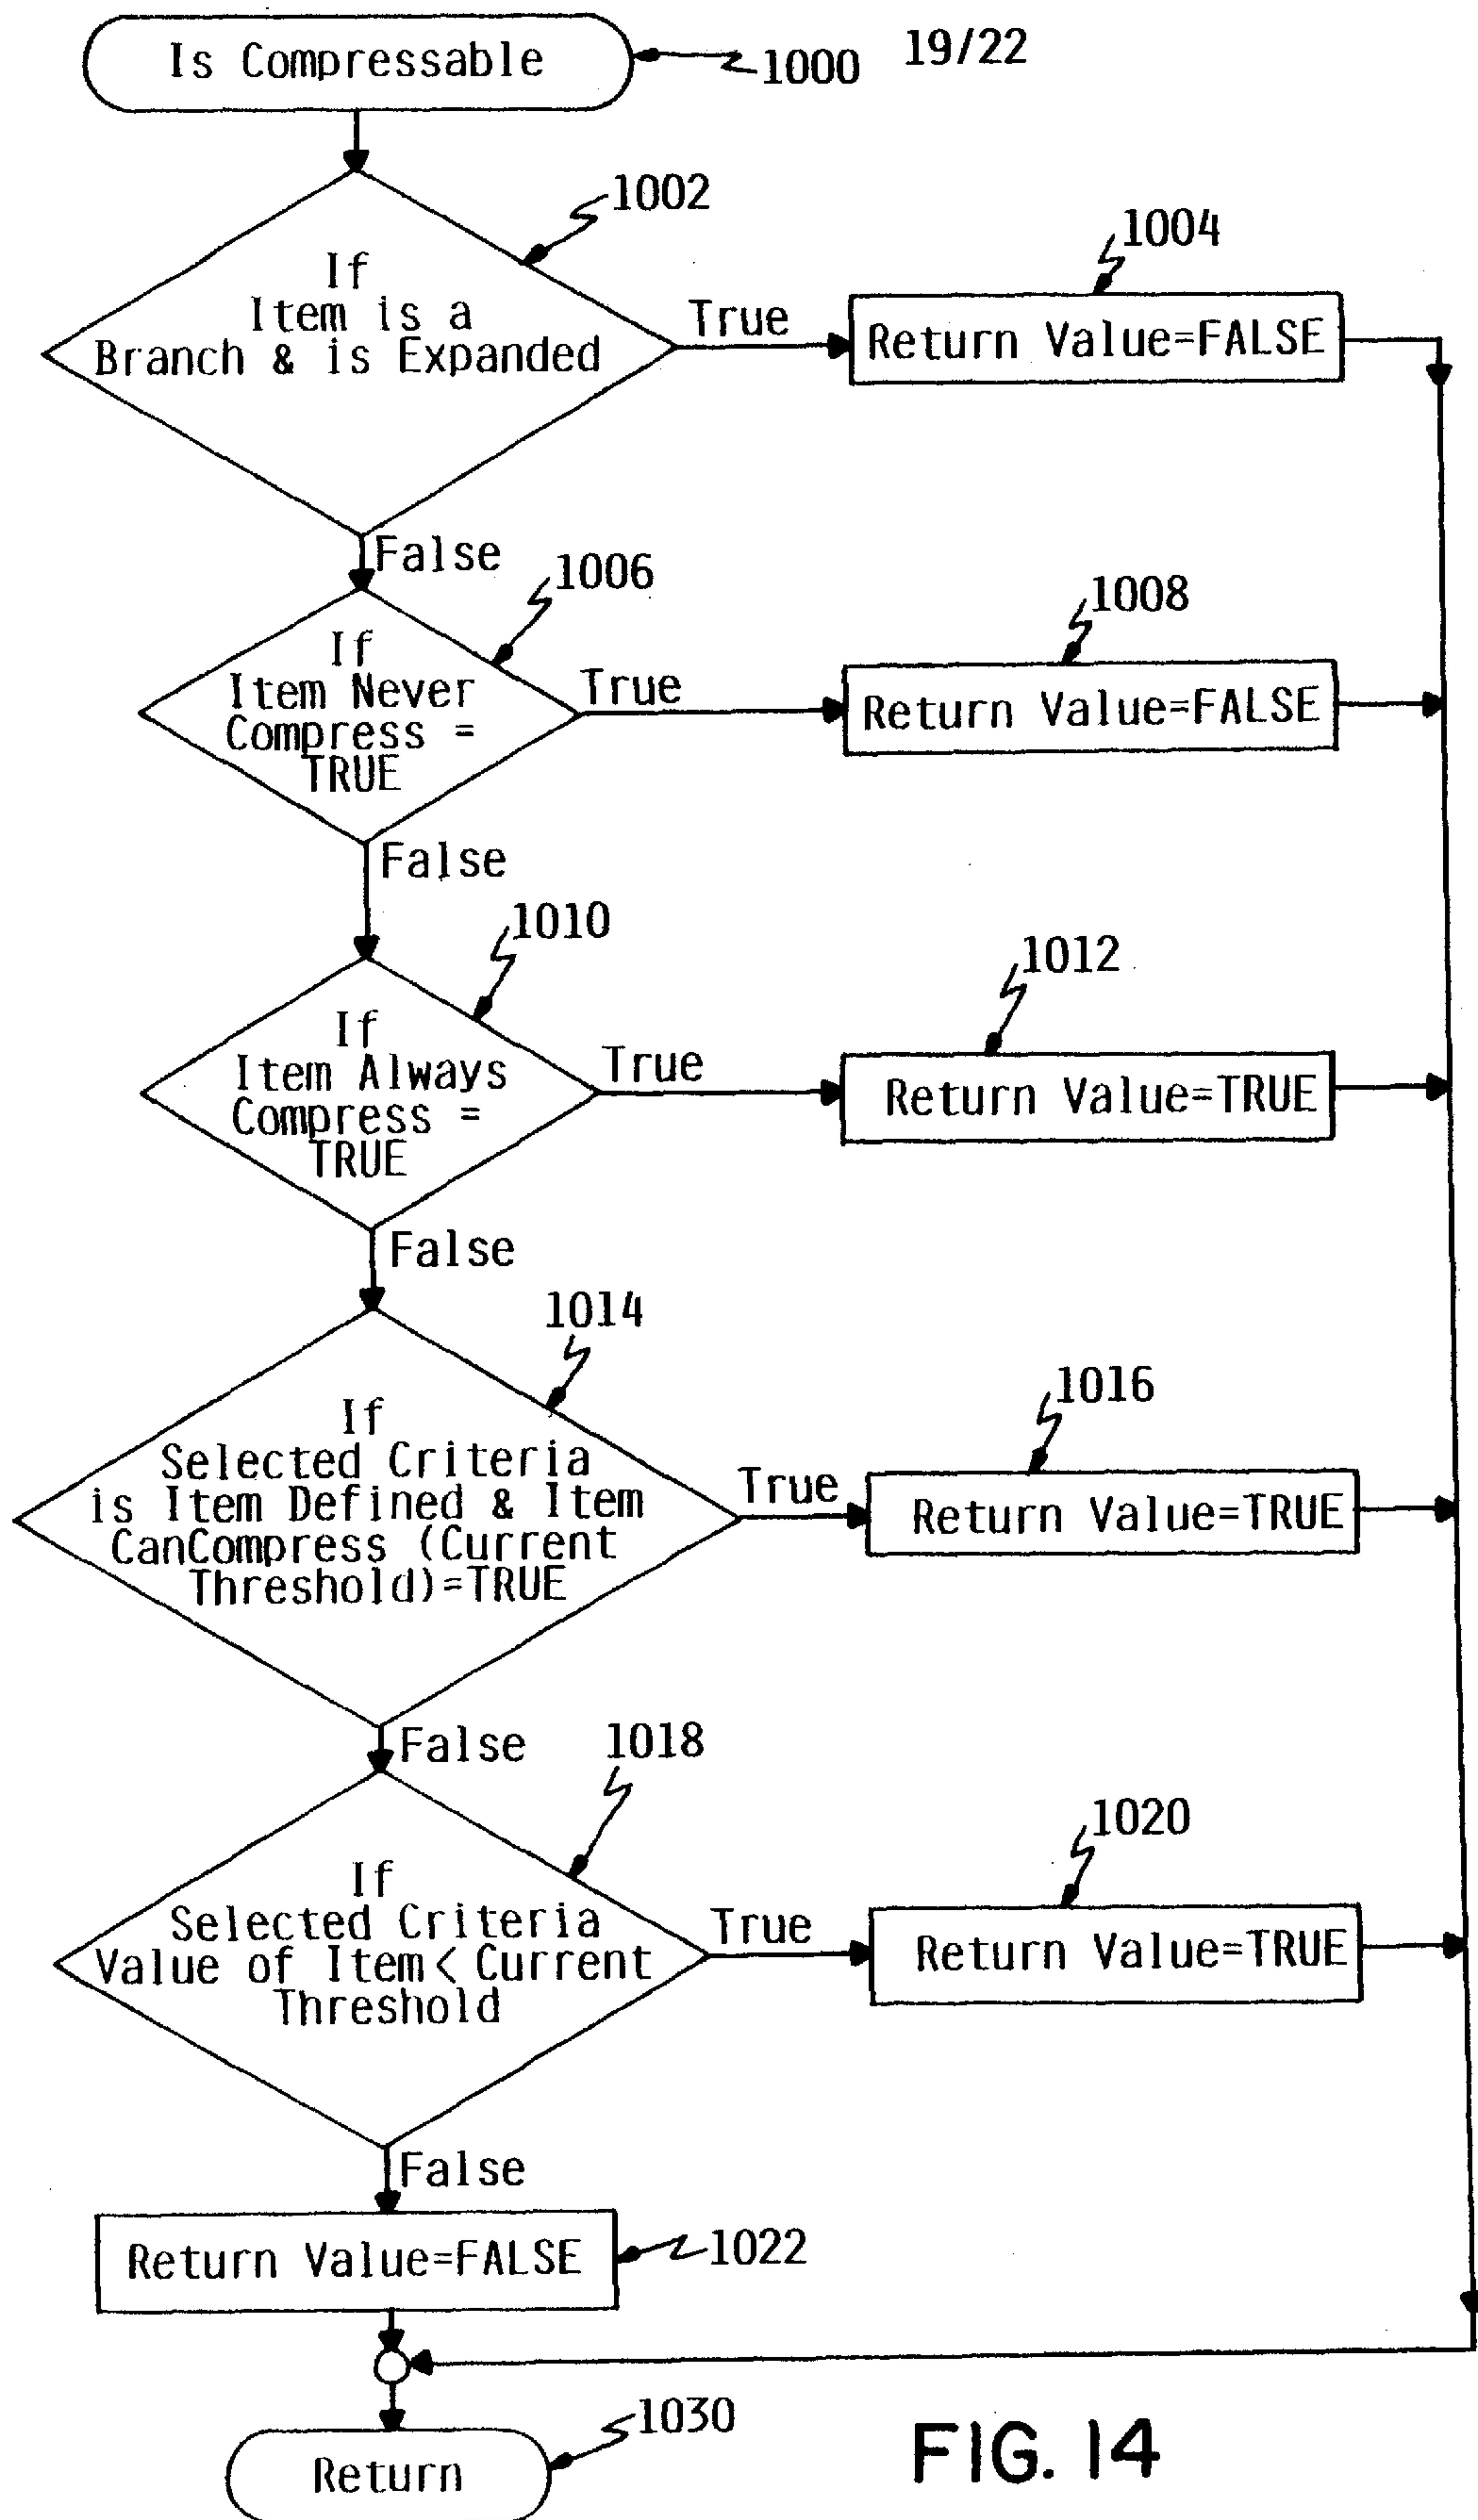 Is Compressable
1000
19/22
1002
If
Item is a
Branch & is Expanded
True
1004
Return Value=FALSE
False
1006
If
Item Never
Compress =
TRUE
True
1008
Return Value=FALSE
False
1010
If
Item Always
Compress =
TRUE
True
1012
Return Value=TRUE
False
1014
If
Selected Criteria
is Item Defined & Item
CanCompress (Current
Threshold)=TRUE
True
1016
Return Value=TRUE
False
1018
If
Selected Criteria
Value of Item< Current
Threshold
True
1020
Return Value=TRUE
False
Return Value=FALSE
1022
1030
Return
FIG. 14